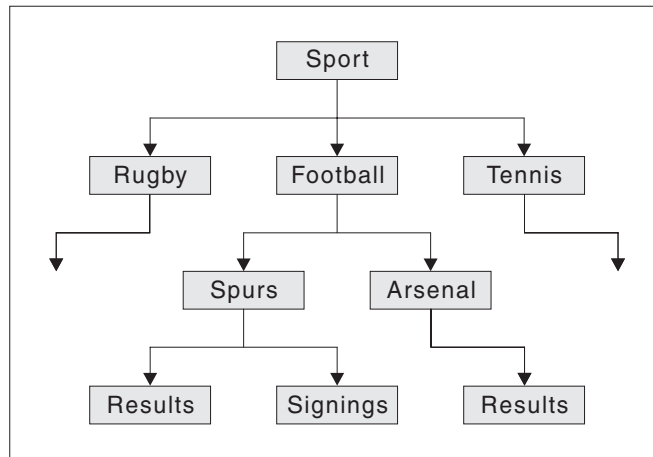 Sport
Rugby
Football
Tennis
Spurs
Arsenal
Results
Signings
Results